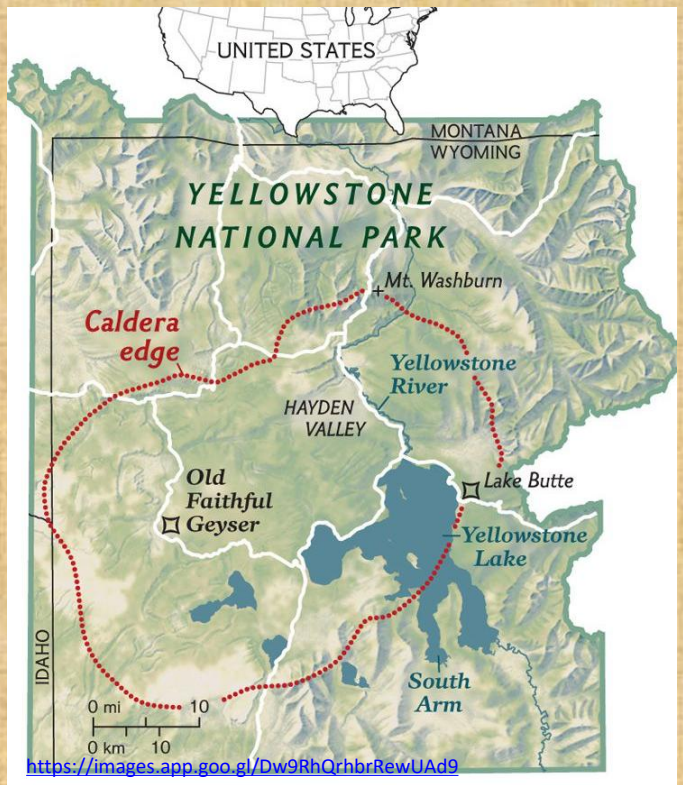 UNITED STATES
MONTANA
WYOMING
YELLOWSTONE
NATIONAL PARK
Mt. Washburn
Caldera
edge
Yellowstone
River
HAYDEN
VALLEY
Old
Faithful
Geyser
Lake Butte
Yellowstone
Lake
IDAHO
South
Arm
0 mi 10
0 km 10
https://images.app.goo.gl/Dw9RhQrhbrRewUAd9